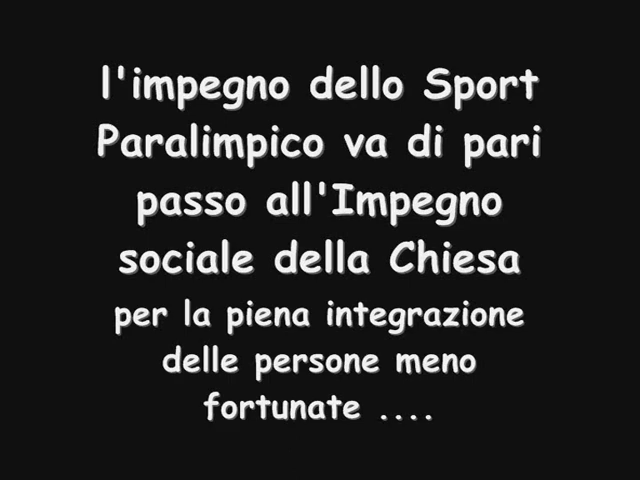 l'impegno dello Sport
Paralimpico va di pari
passo all'Impegno
sociale della Chiesa
per la piena integrazione
delle persone meno
fortunate ....